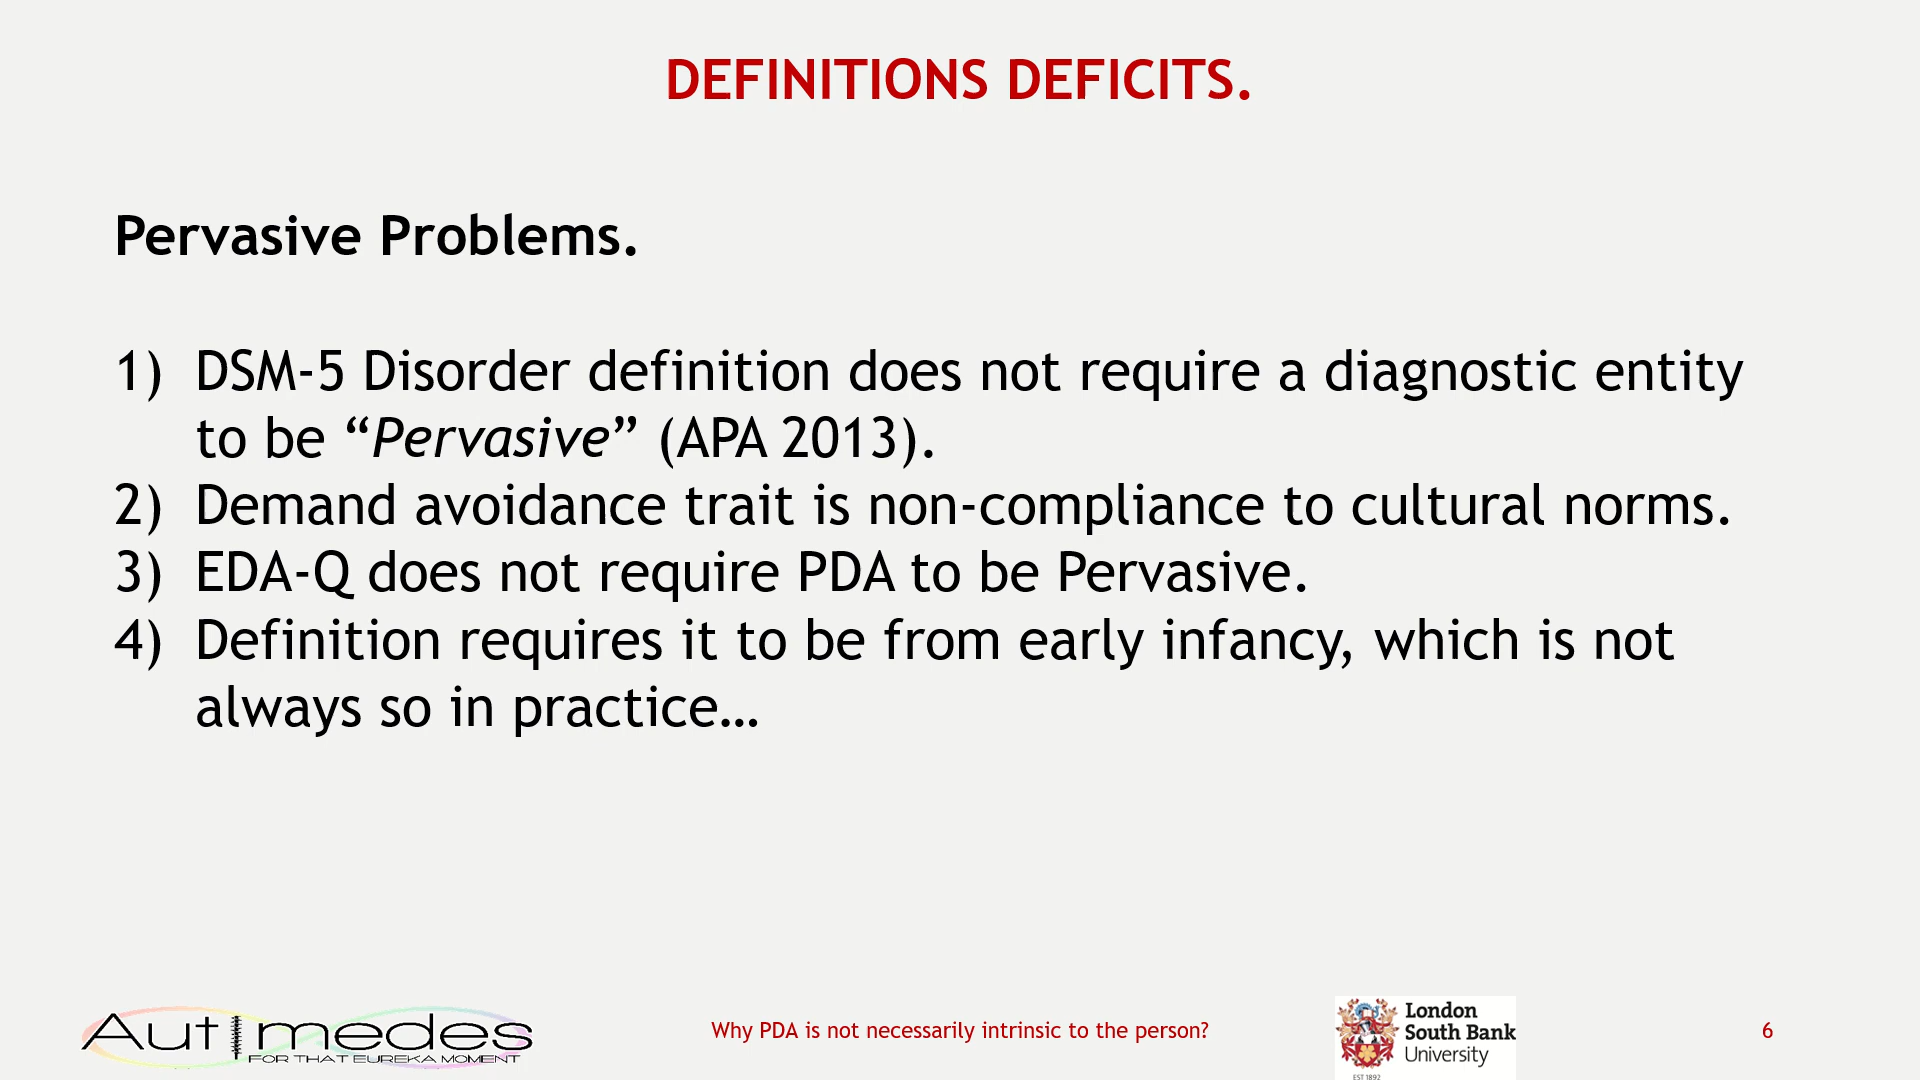 DEFINITIONS DEFICITS.
Pervasive Problems.
1) DSM-5 Disorder definition does not require a diagnostic entity
to be “Pervasive” (APA 2013).
2) Demand avoidance trait is non-compliance to cultural norms.
3) EDA-Q does not require PDA to be Pervasive.
4) Definition requires it to be from early infancy, which is not
always so in practice…
Autimedes
FOR THAT EUREKA MOMENT
Why PDA is not necessarily intrinsic to the person?
London
South Bank
University
EST 1892
6